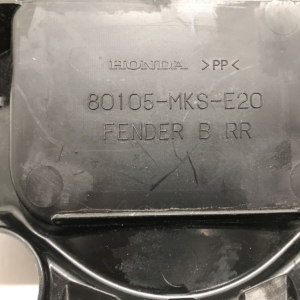 HONDA >PP<
80105-MKS-E20
FENDER B RR